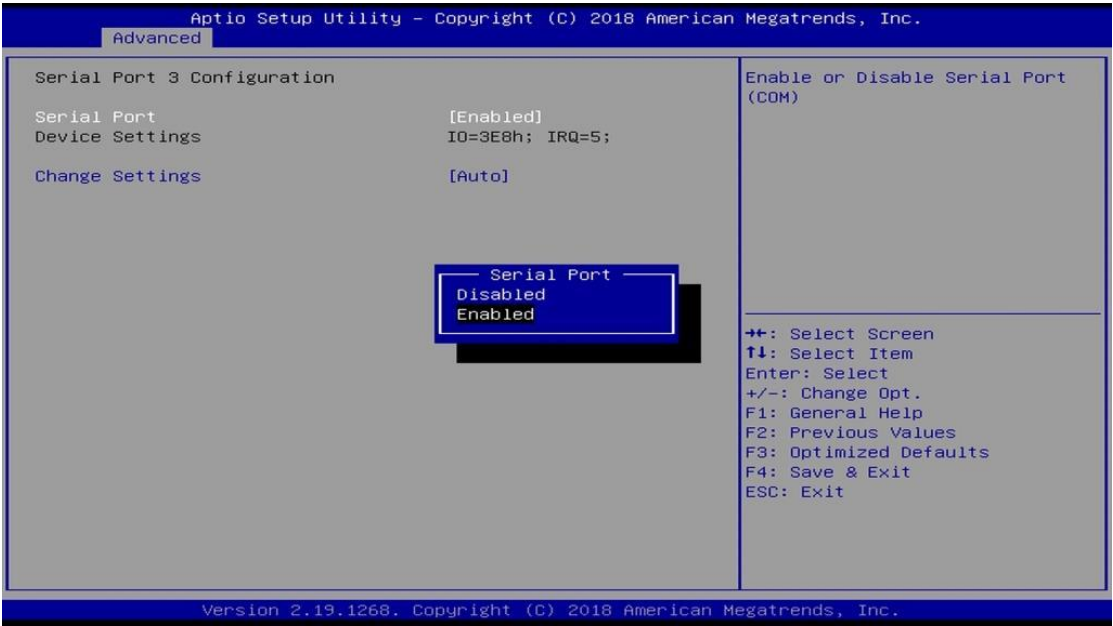 Aptio Setup Utility – Copyright (C) 2018 American Megatrends, Inc.
Advanced
Serial Port 3 Configuration
Serial Port [Enabled]
Device Settings IO=3E8h; IRQ=5;
Change Settings [Auto]
Serial Port
Disabled
Enabled
Enable or Disable Serial Port
(COM)
→←: Select Screen
↑↓: Select Item
Enter: Select
+/-: Change Opt.
F1: General Help
F2: Previous Values
F3: Optimized Defaults
F4: Save & Exit
ESC: Exit
Version 2.19.1268. Copyright (C) 2018 American Megatrends, Inc.